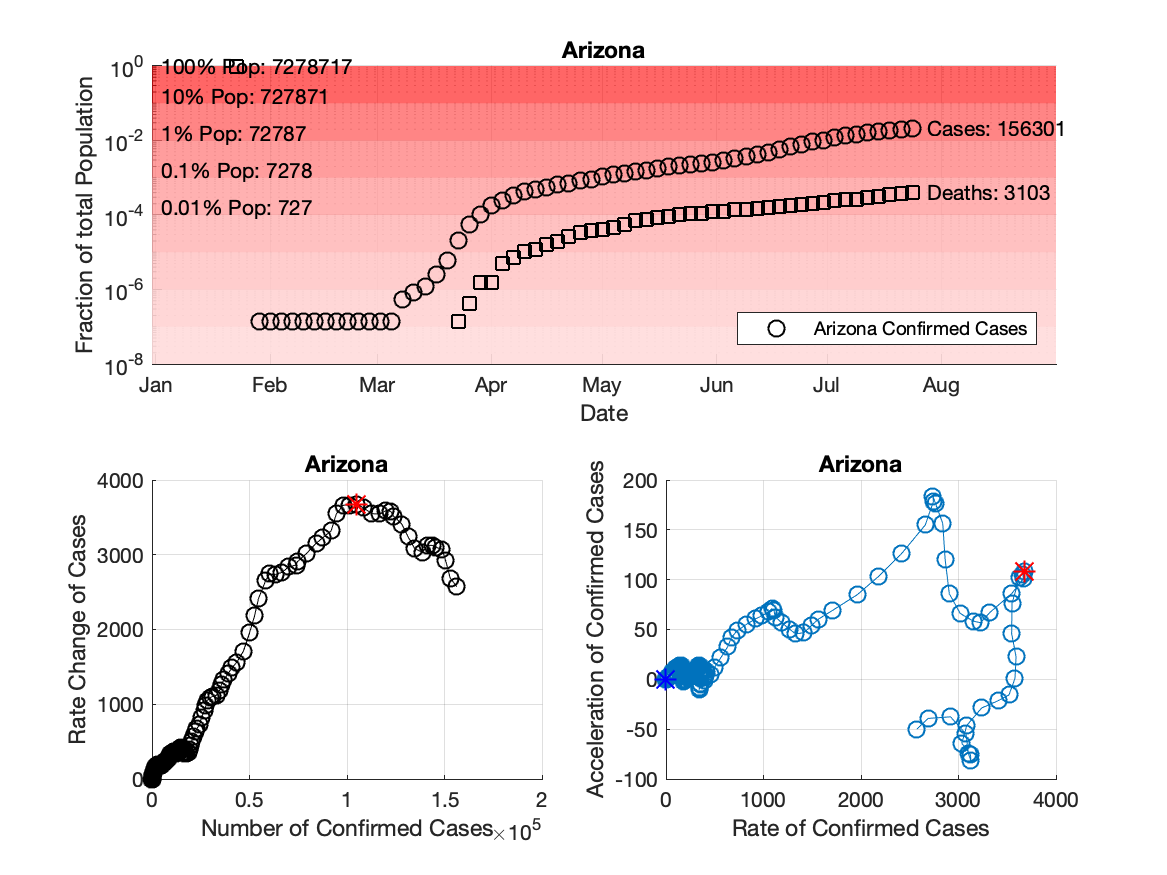 Arizona
Fraction of total Population
10^0
10^-2
10^-4
10^-6
10^-8
100% Pop: 7278717
10% Pop: 727871
1% Pop: 72787
0.1% Pop: 7278
0.01% Pop: 727
Cases: 156301
Deaths: 3103
Arizona Confirmed Cases
Jan Feb Mar Apr May Jun Jul Aug
Date
Arizona
Rate Change of Cases
4000
3000
2000
1000
0
0 0.5 1 1.5 2
Number of Confirmed Cases ×10^5
Arizona
Acceleration of Confirmed Cases
200
150
100
50
0
-50
-100
0 1000 2000 3000 4000
Rate of Confirmed Cases